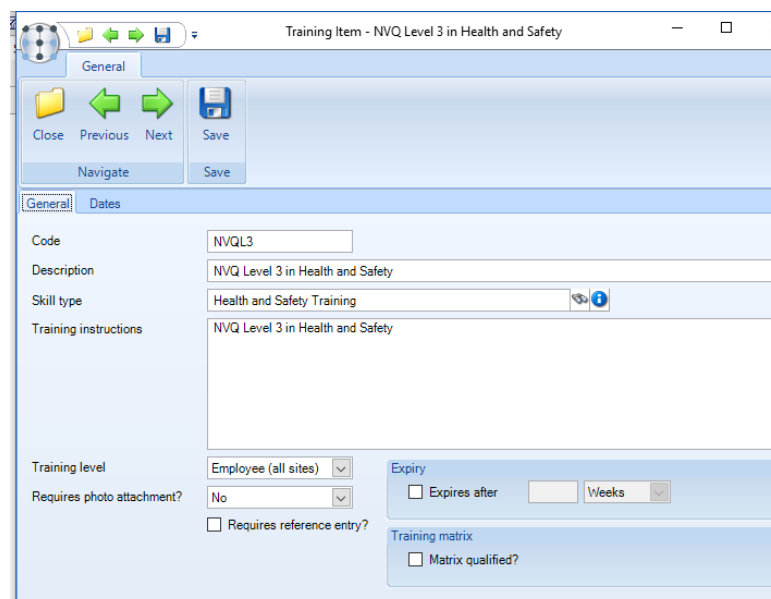 Training Item - NVQ Level 3 in Health and Safety
General
Close Previous Next Save
Navigate Save
General Dates
Code NVQL3
Description NVQ Level 3 in Health and Safety
Skill type Health and Safety Training
Training instructions NVQ Level 3 in Health and Safety
Training level Employee (all sites) Expiry
Expires after Weeks
Requires photo attachment? No
Requires reference entry?
Training matrix
Matrix qualified?